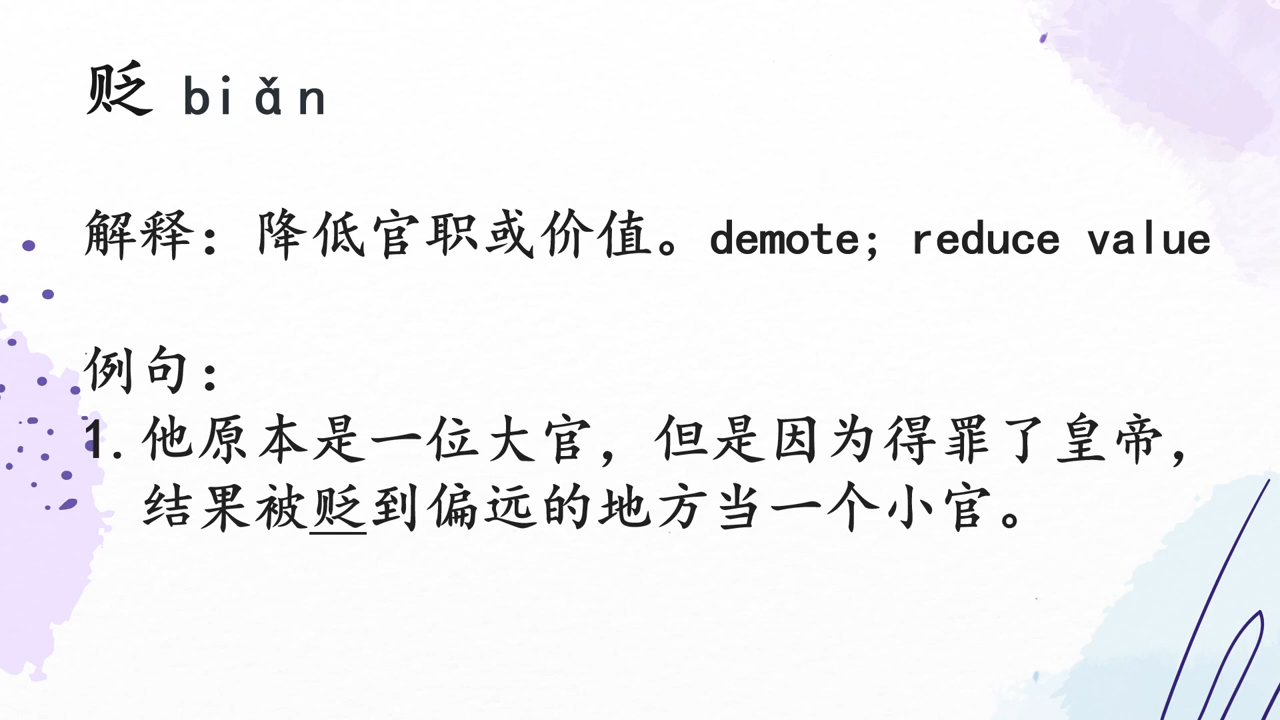 贬 biǎn
解释：降低官职或价值。demote; reduce value
例句：
1.他原本是一位大官，但是因为得罪了皇帝，
结果被贬到偏远的地方当一个小官。